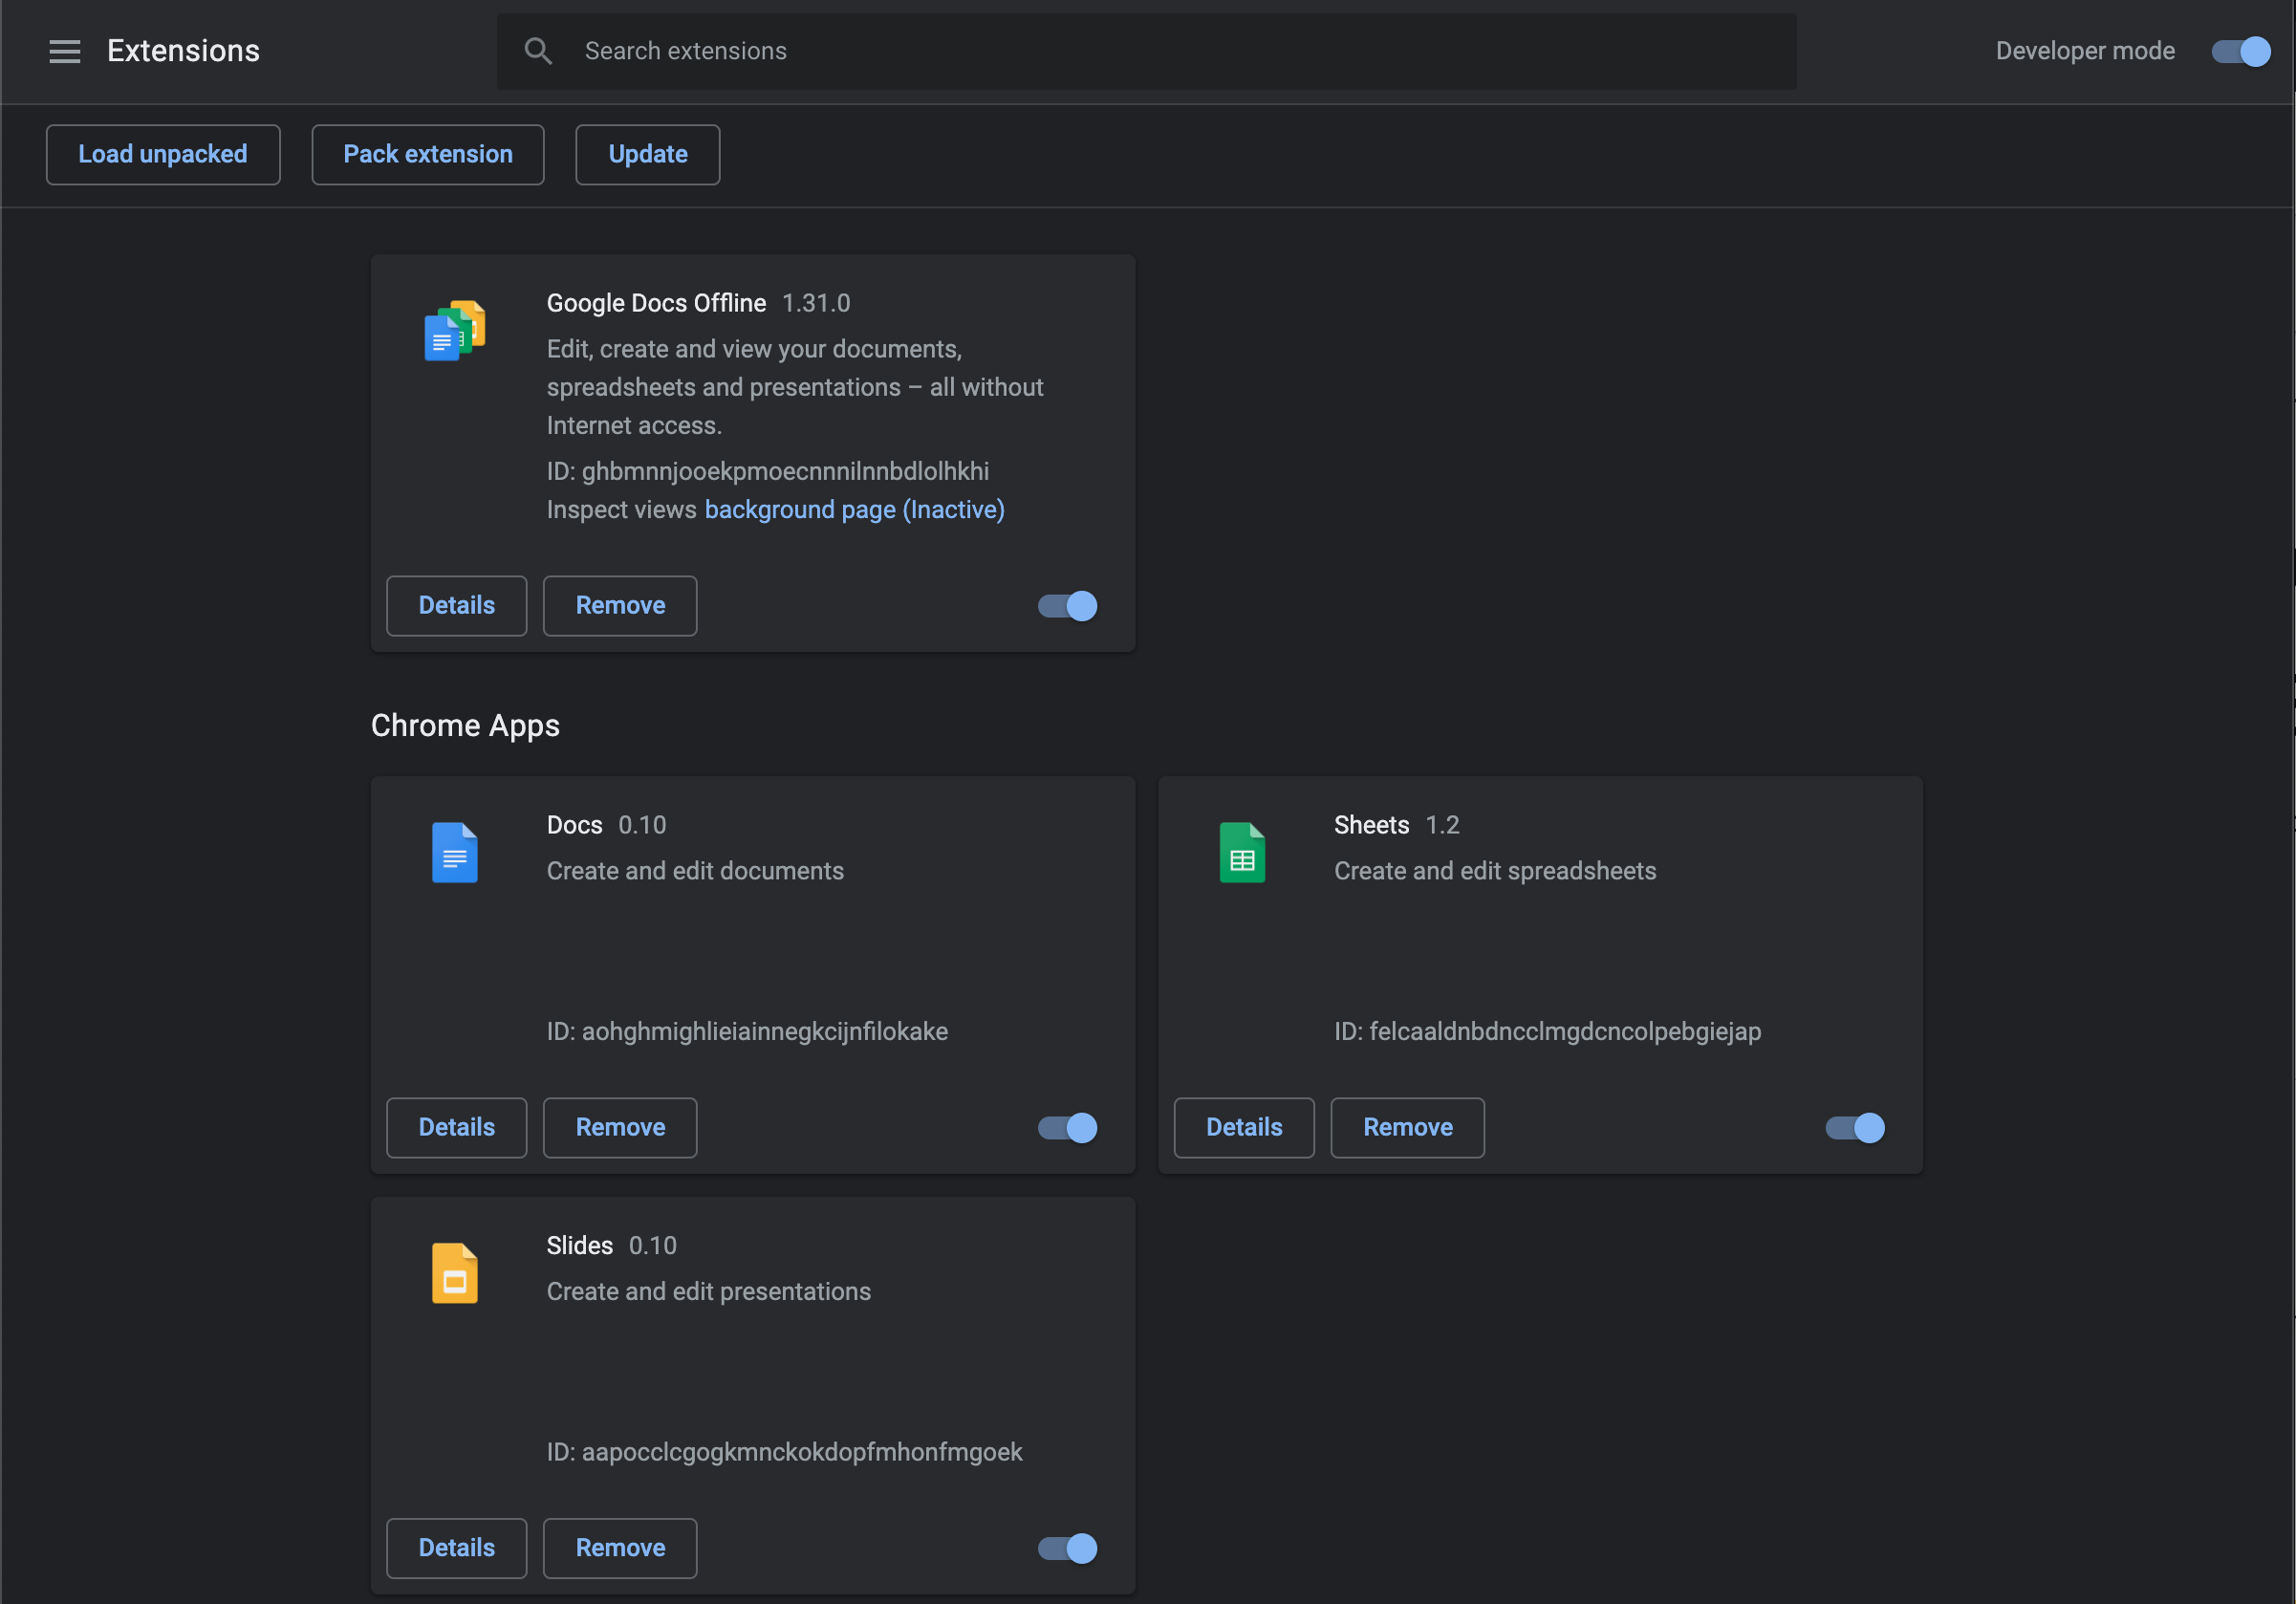 Extensions
Search extensions
Developer mode
Load unpacked
Pack extension
Update
Google Docs Offline 1.31.0
Edit, create and view your documents,
spreadsheets and presentations – all without
Internet access.
ID: ghbmnnjooekpmoecnnnilnnbdlolhkhi
Inspect views background page (Inactive)
Details
Remove
Chrome Apps
Docs 0.10
Create and edit documents
ID: aohghmighlieiainnegkcijnfilokake
Details
Remove
Sheets 1.2
Create and edit spreadsheets
ID: felcaaldnbdncclmgdcncolpebgiejap
Details
Remove
Slides 0.10
Create and edit presentations
ID: aapocclcgogkmnckokdopfmhonfmgoek
Details
Remove